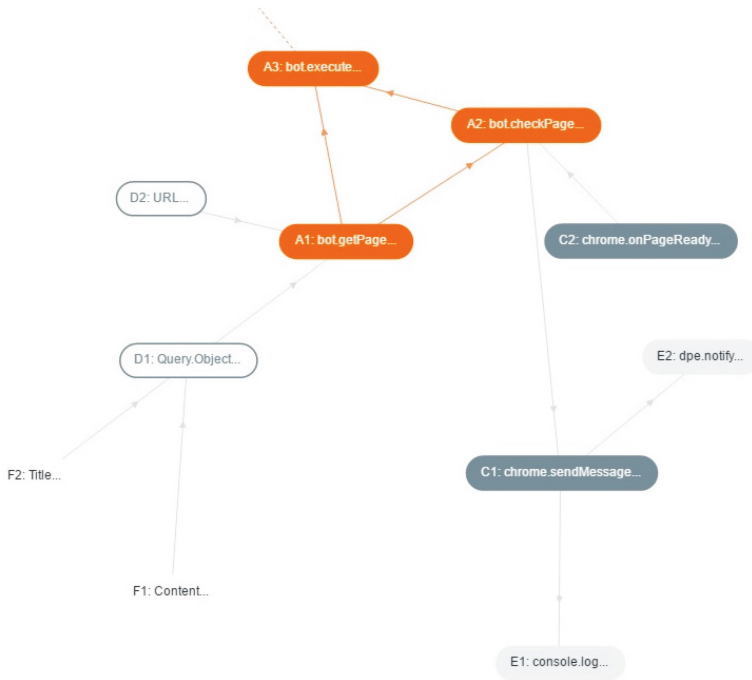 A3: bot.execute...
A2: bot.checkPage...
D2: URL...
A1: bot.getPage...
C2: chrome.onPageReady...
D1: Query.Object...
E2: dpe.notify...
F2: Title...
C1: chrome.sendMessage...
F1: Content...
E1: console.log...